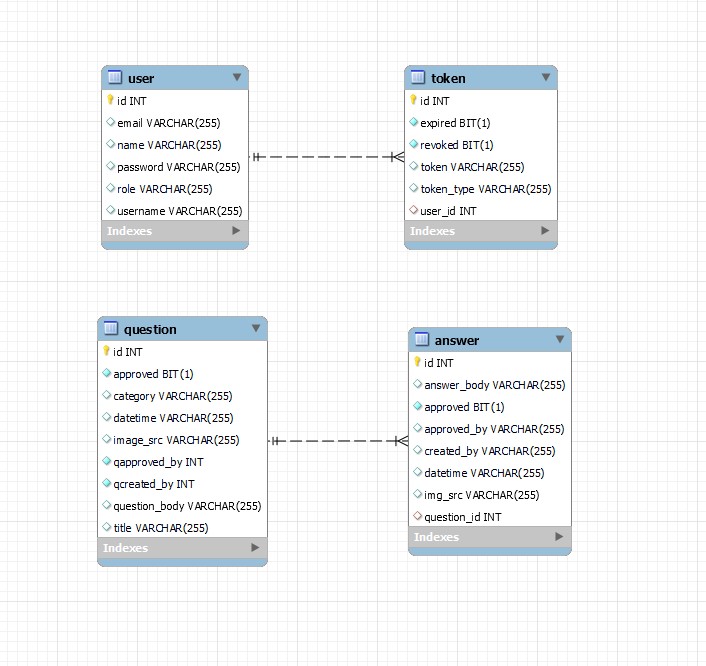 user
id INT
email VARCHAR(255)
name VARCHAR(255)
password VARCHAR(255)
role VARCHAR(255)
username VARCHAR(255)
Indexes
token
id INT
expired BIT(1)
revoked BIT(1)
token VARCHAR(255)
token_type VARCHAR(255)
user_id INT
Indexes
question
id INT
approved BIT(1)
category VARCHAR(255)
datetime VARCHAR(255)
image_src VARCHAR(255)
qapproved_by INT
qcreated_by INT
question_body VARCHAR(255)
title VARCHAR(255)
Indexes
answer
id INT
answer_body VARCHAR(255)
approved BIT(1)
approved_by VARCHAR(255)
created_by VARCHAR(255)
datetime VARCHAR(255)
img_src VARCHAR(255)
question_id INT
Indexes